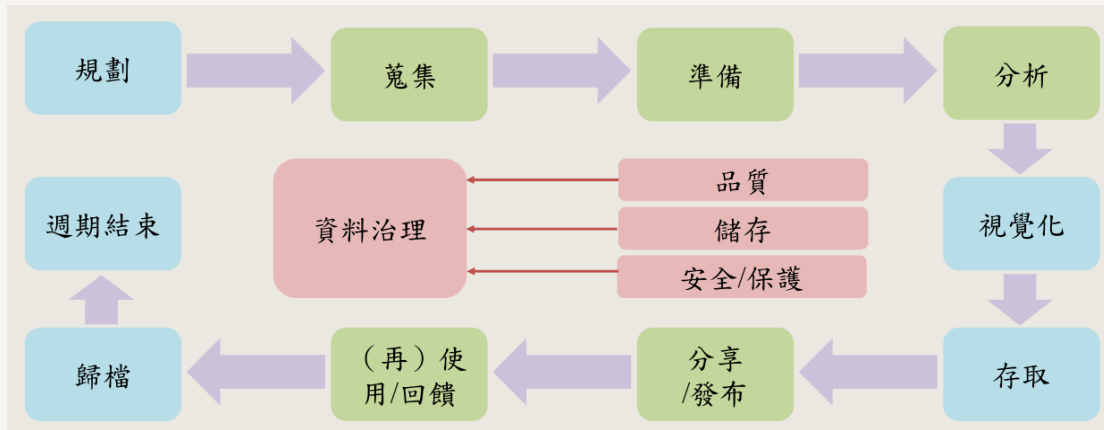 規劃
蒐集
準備
分析
週期結束
資料治理
品質
儲存
安全/保護
視覺化
歸檔
（再）使
用/回饋
分享
/發布
存取